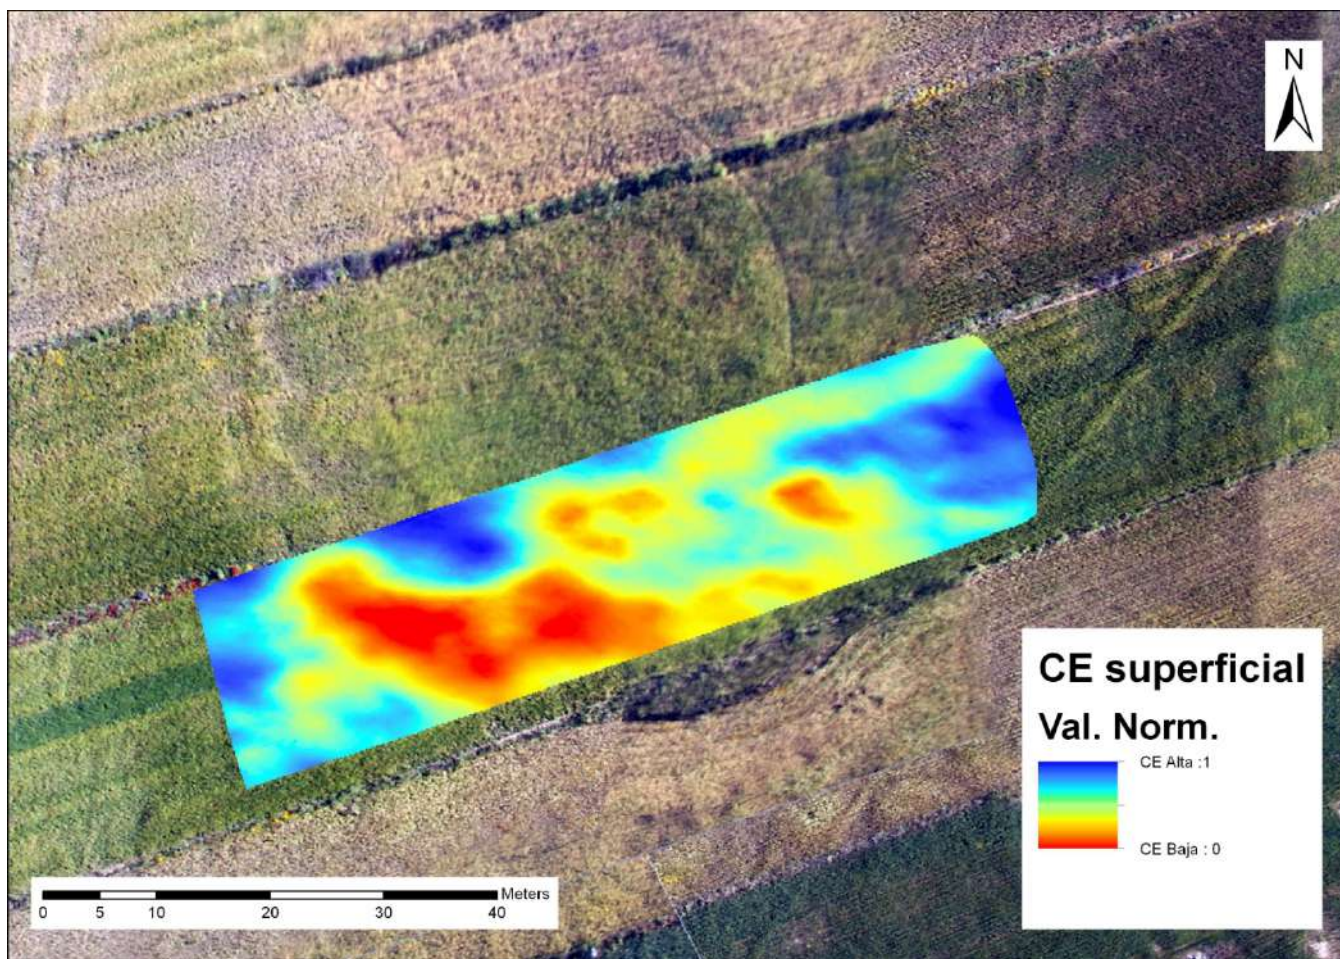 N
CE superficial
Val. Norm.
CE Alta :1
CE Baja : 0
Meters
0 5 10 20 30 40